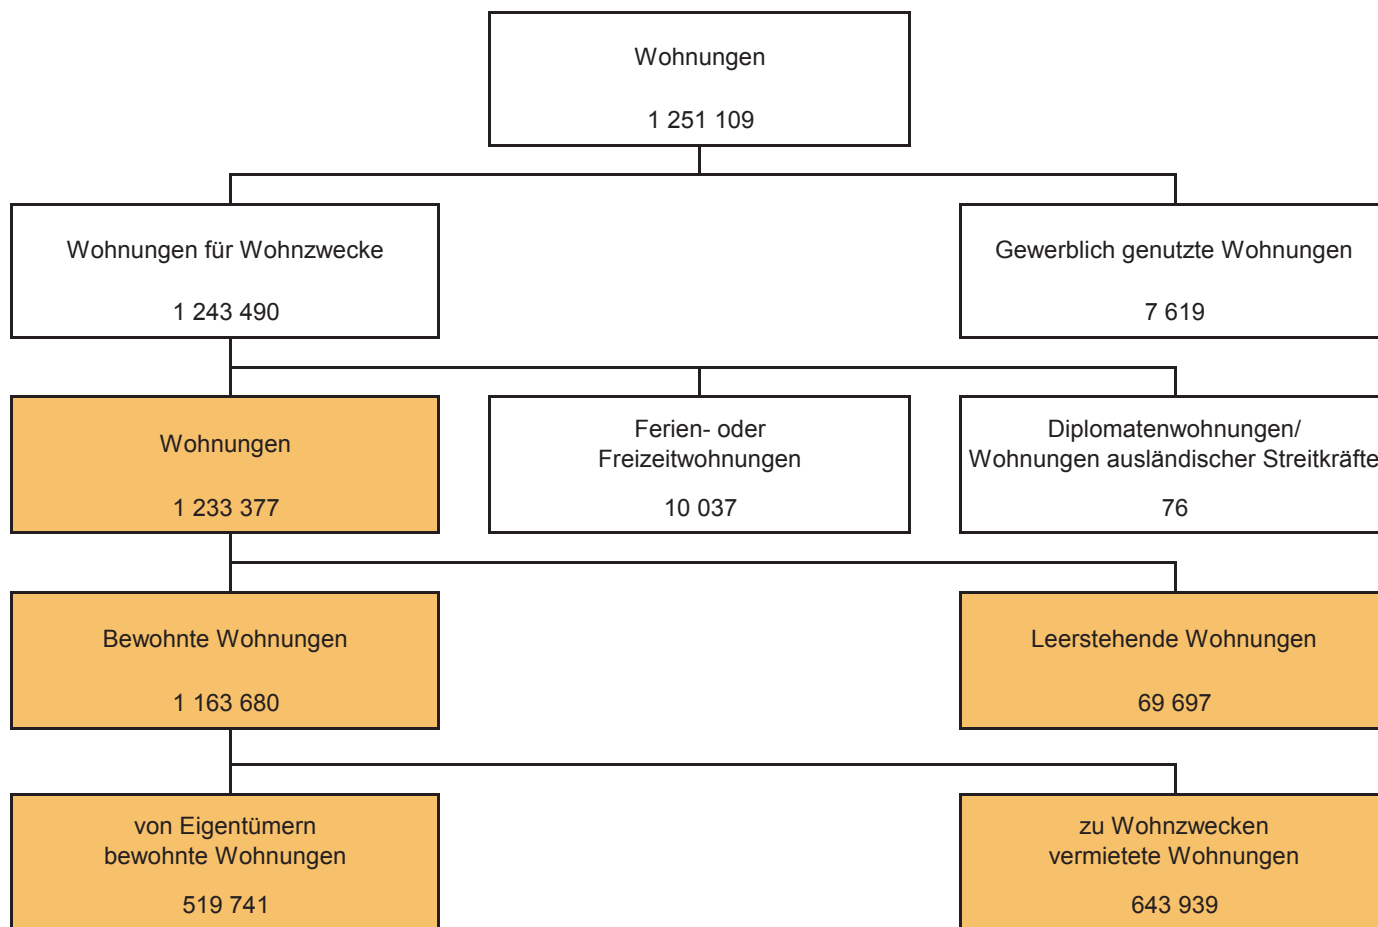 Wohnungen
1 251 109
Wohnungen für Wohnzwecke
1 243 490
Gewerblich genutzte Wohnungen
7 619
Wohnungen
1 233 377
Ferien- oder
Freizeitwohnungen
10 037
Diplomatenwohnungen/
Wohnungen ausländischer Streitkräfte
76
Bewohnte Wohnungen
1 163 680
Leerstehende Wohnungen
69 697
von Eigentümern
bewohnte Wohnungen
519 741
zu Wohnzwecken
vermietete Wohnungen
643 939